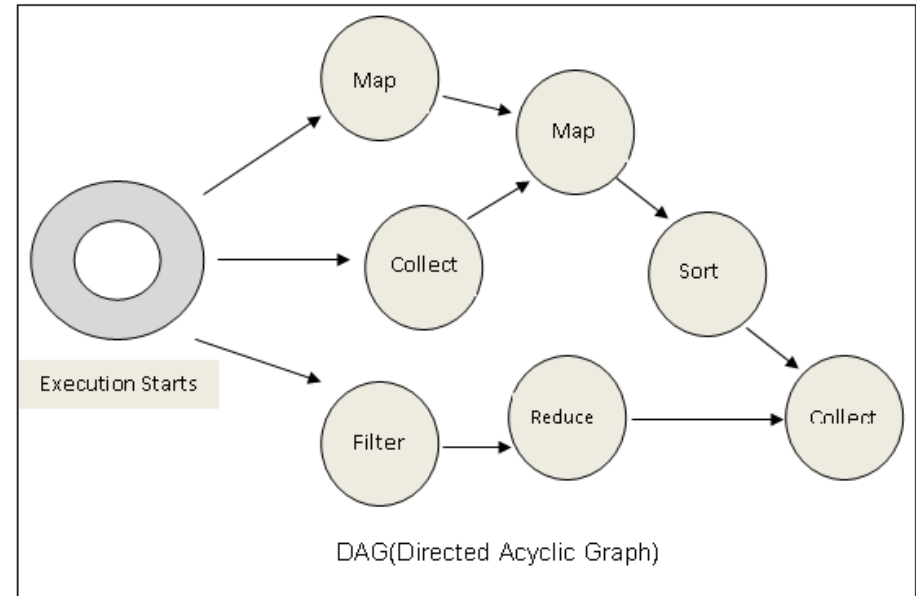 Map
Map
Collect
Sort
Execution Starts
Filter
Reduce
Collect
DAG(Directed Acyclic Graph)